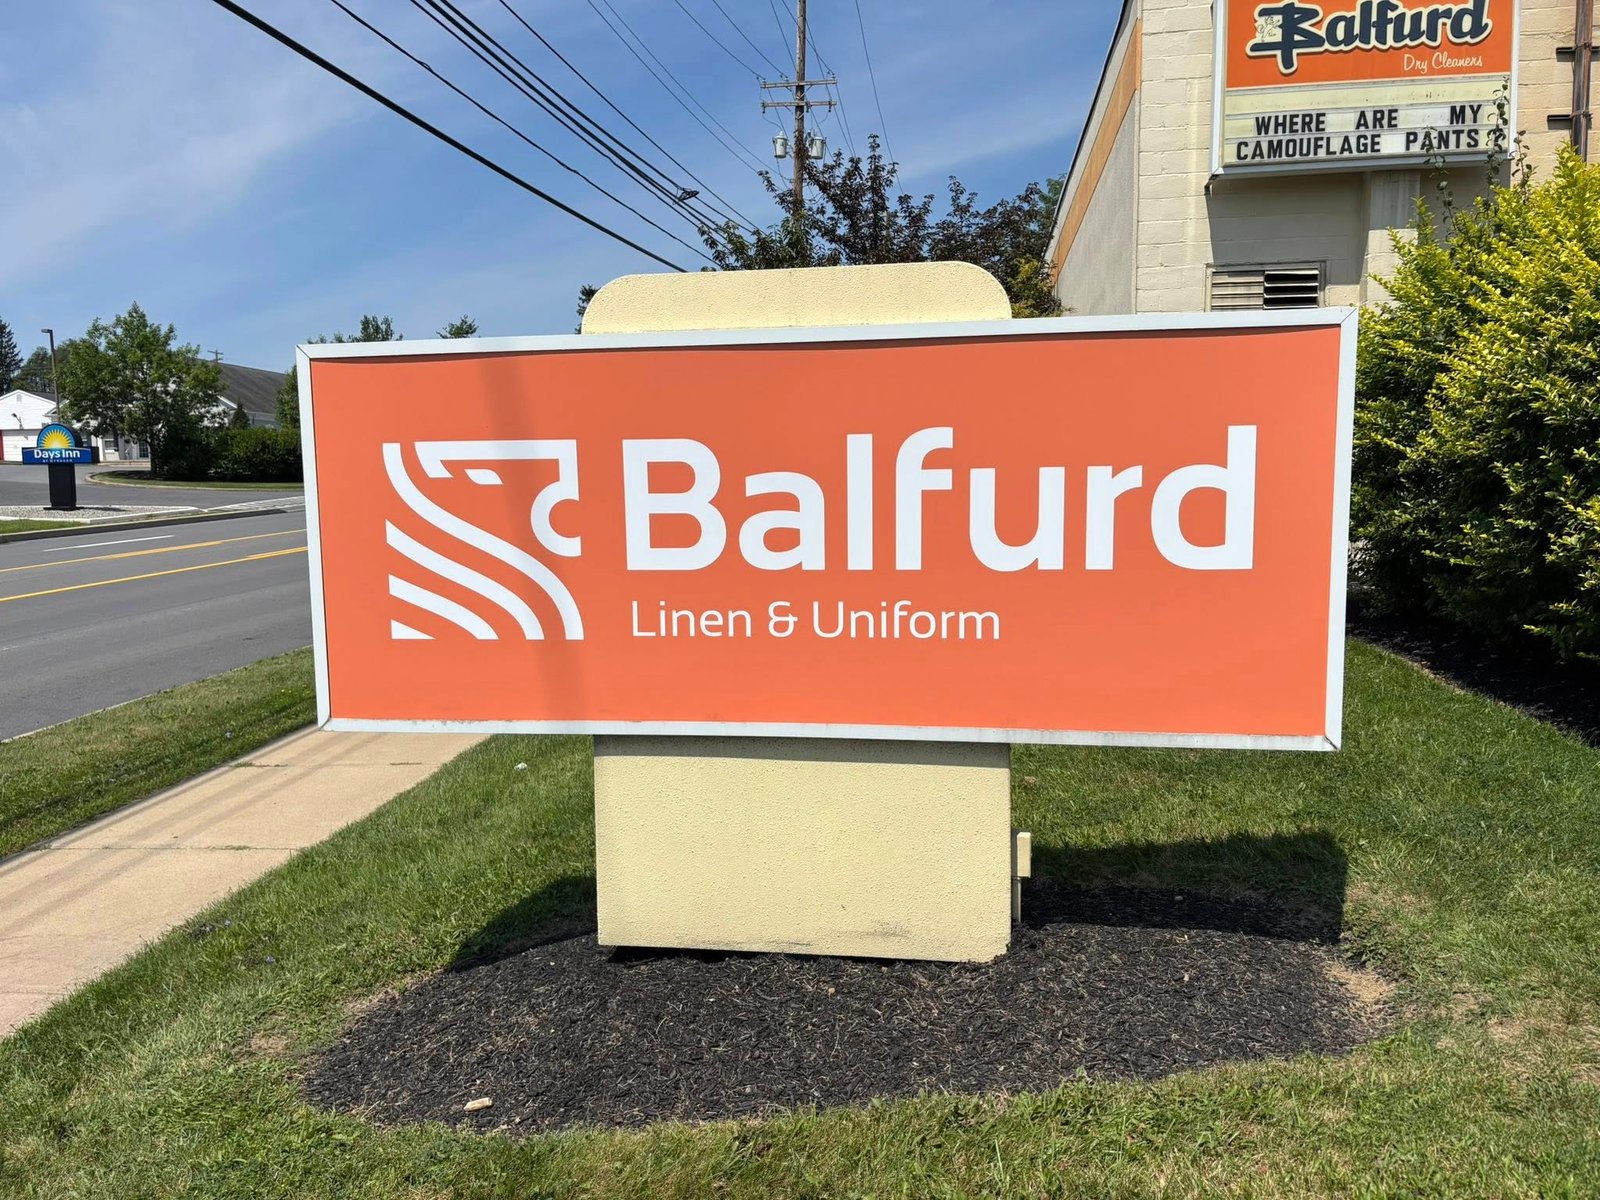 Balfurd
Dry Cleaners
WHERE ARE MY
CAMOUFLAGE PANTS?
Balfurd
Linen & Uniform
Days Inn